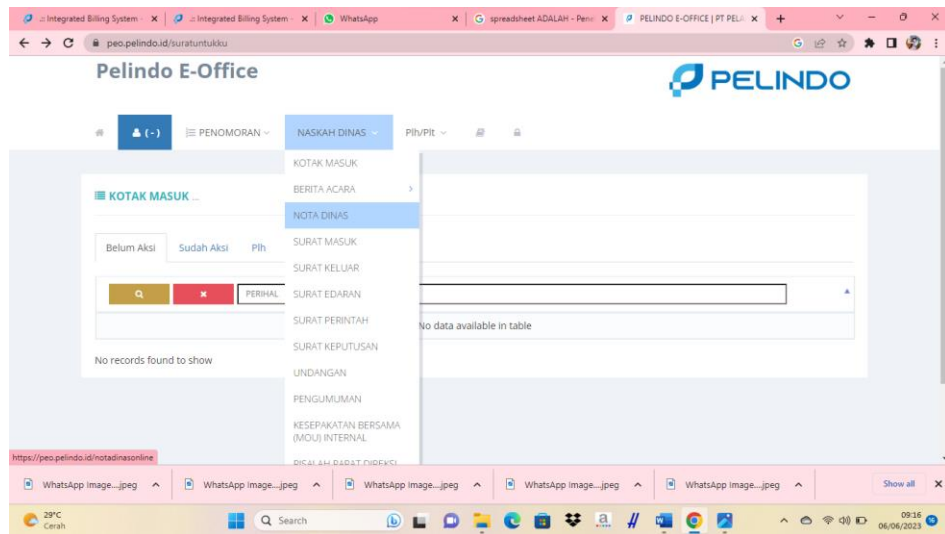 .:: Integrated Billing System -
.:: Integrated Billing System -
WhatsApp
spreadsheet ADALAH - Pene
PELINDO E-OFFICE | PT PELA
peo.pelindo.id/suratuntukku
Pelindo E-Office
PELINDO
(-)
PENOMORAN
NASKAH DINAS
Plh/Plt
KOTAK MASUK
BERITA ACARA
NOTA DINAS
SURAT MASUK
SURAT KELUAR
SURAT EDARAN
SURAT PERINTAH
SURAT KEPUTUSAN
UNDANGAN
PENGUMUMAN
KESEPAKATAN BERSAMA
(MOU) INTERNAL
RISALAH RAPAT DIREKSI
KOTAK MASUK ...
Belum Aksi
Sudah Aksi
Plh
PERIHAL
No data available in table
No records found to show
https://peo.pelindo.id/notadinasonline
WhatsApp Image....jpeg
WhatsApp Image....jpeg
WhatsApp Image....jpeg
WhatsApp Image....jpeg
WhatsApp Image....jpeg
Show all
29°C
Cerah
Search
09:16
06/06/2023